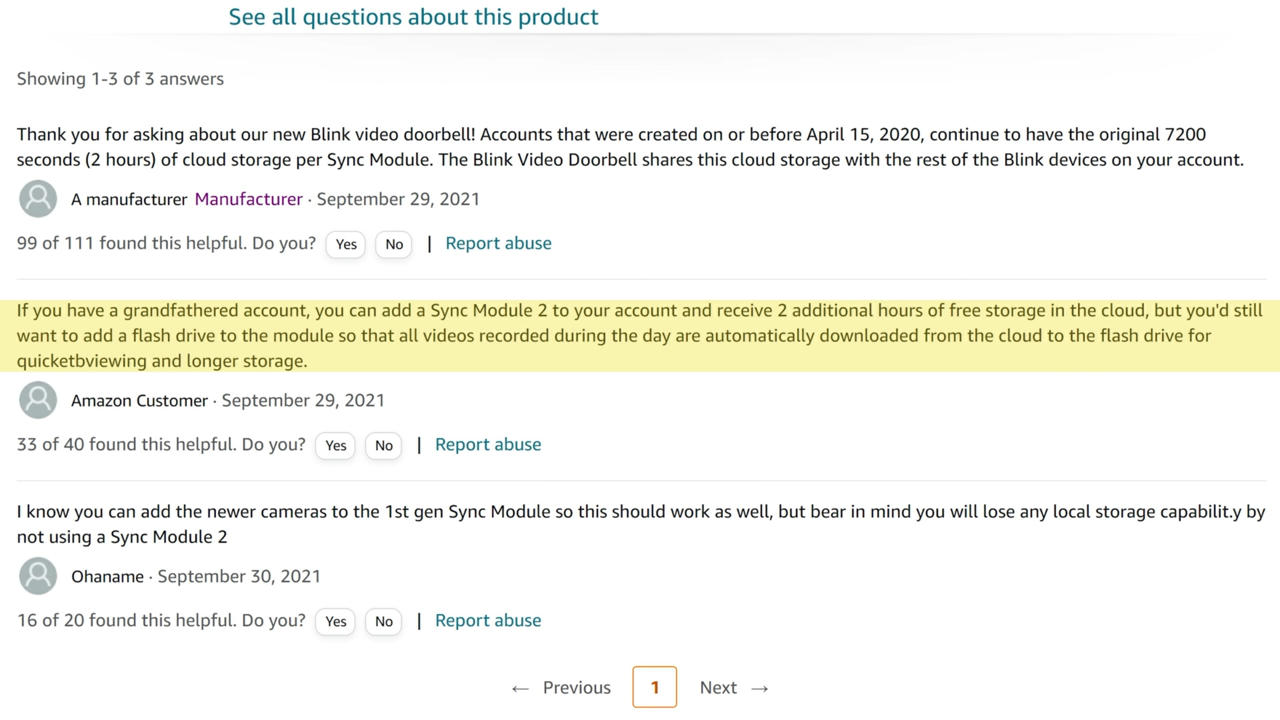 See all questions about this product
Showing 1-3 of 3 answers
Thank you for asking about our new Blink video doorbell! Accounts that were created on or before April 15, 2020, continue to have the original 7200
seconds (2 hours) of cloud storage per Sync Module. The Blink Video Doorbell shares this cloud storage with the rest of the Blink devices on your account.
A manufacturer Manufacturer · September 29, 2021
99 of 111 found this helpful. Do you? Yes No | Report abuse
If you have a grandfathered account, you can add a Sync Module 2 to your account and receive 2 additional hours of free storage in the cloud, but you'd still
want to add a flash drive to the module so that all videos recorded during the day are automatically downloaded from the cloud to the flash drive for
quicketbviewing and longer storage.
Amazon Customer · September 29, 2021
33 of 40 found this helpful. Do you? Yes No | Report abuse
I know you can add the newer cameras to the 1st gen Sync Module so this should work as well, but bear in mind you will lose any local storage capabilit.y by
not using a Sync Module 2
Ohaname · September 30, 2021
16 of 20 found this helpful. Do you? Yes No | Report abuse
← Previous 1 Next →